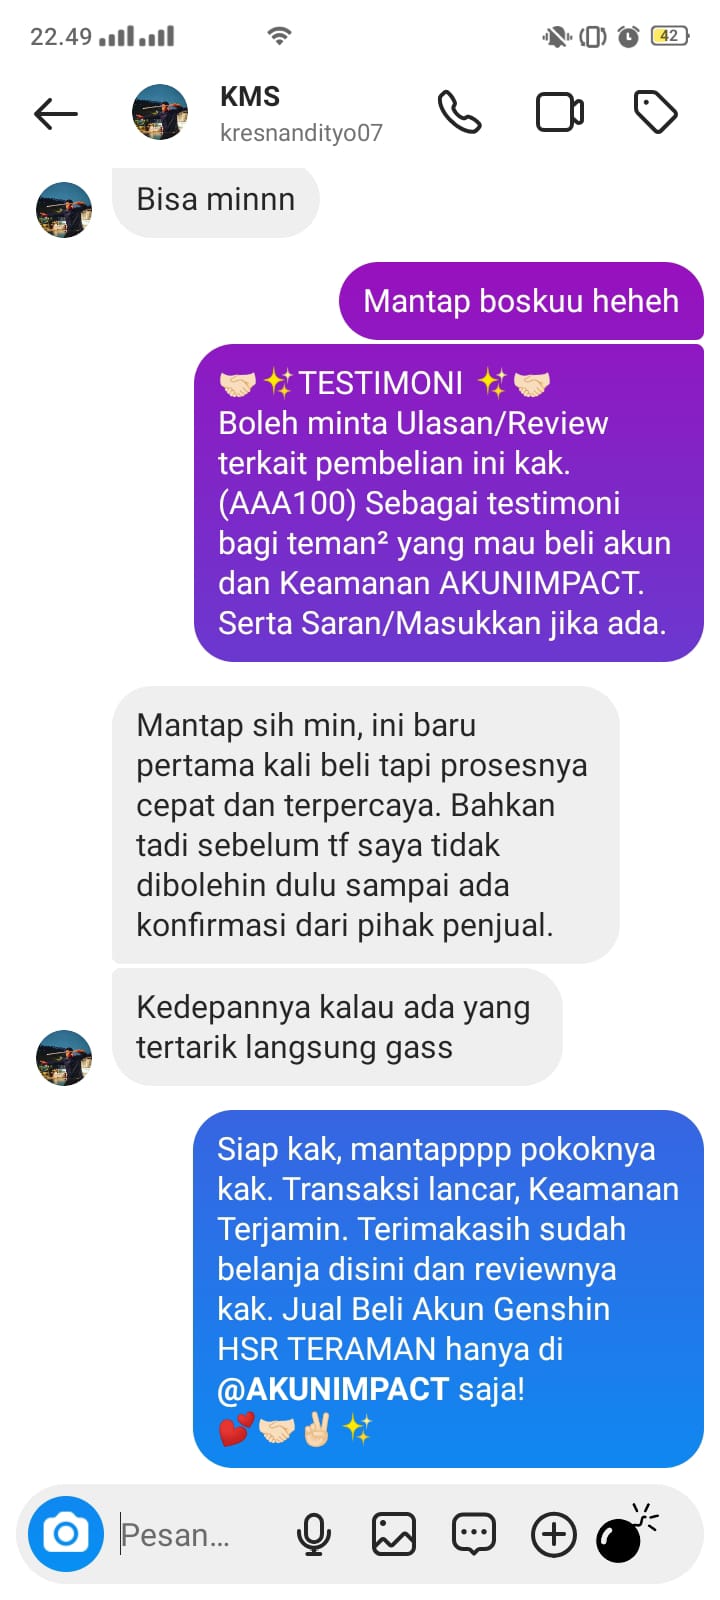 22.49
42
KMS
kresnandityo07
Bisa minnn
Mantap boskuu heheh
🤝🏻✨TESTIMONI ✨🤝🏻
Boleh minta Ulasan/Review
terkait pembelian ini kak.
(AAA100) Sebagai testimoni
bagi teman² yang mau beli akun
dan Keamanan AKUNIMPACT.
Serta Saran/Masukkan jika ada.
Mantap sih min, ini baru
pertama kali beli tapi prosesnya
cepat dan terpercaya. Bahkan
tadi sebelum tf saya tidak
dibolehin dulu sampai ada
konfirmasi dari pihak penjual.
Kedepannya kalau ada yang
tertarik langsung gass
Siap kak, mantapppp pokoknya
kak. Transaksi lancar, Keamanan
Terjamin. Terimakasih sudah
belanja disini dan reviewnya
kak. Jual Beli Akun Genshin
HSR TERAMAN hanya di
@AKUNIMPACT saja!
💕🤝🏻✌🏻✨
Pesan...